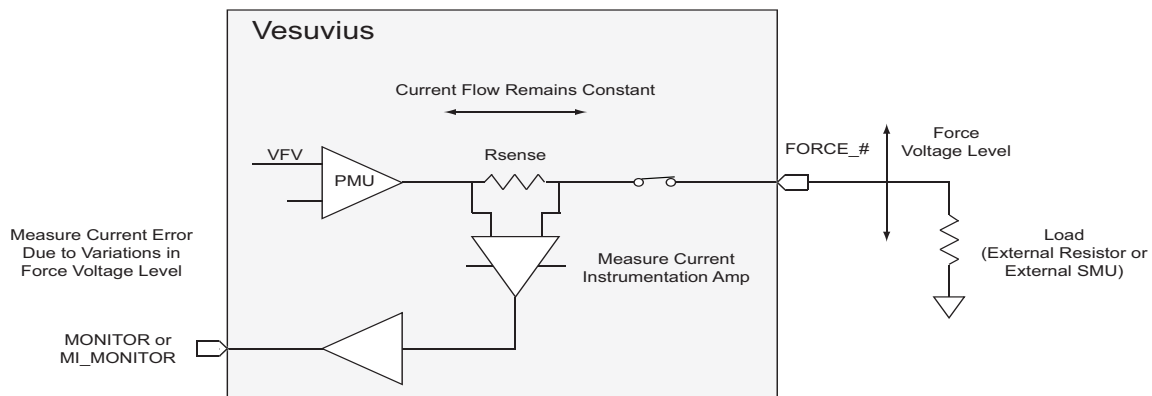 Vesuvius
Current Flow Remains Constant
VFV
PMU
Rsense
FORCE_#
Force
Voltage Level
Measure Current Error
Due to Variations in
Force Voltage Level
Measure Current
Instrumentation Amp
Load
(External Resistor or
External SMU)
MONITOR or
MI_MONITOR